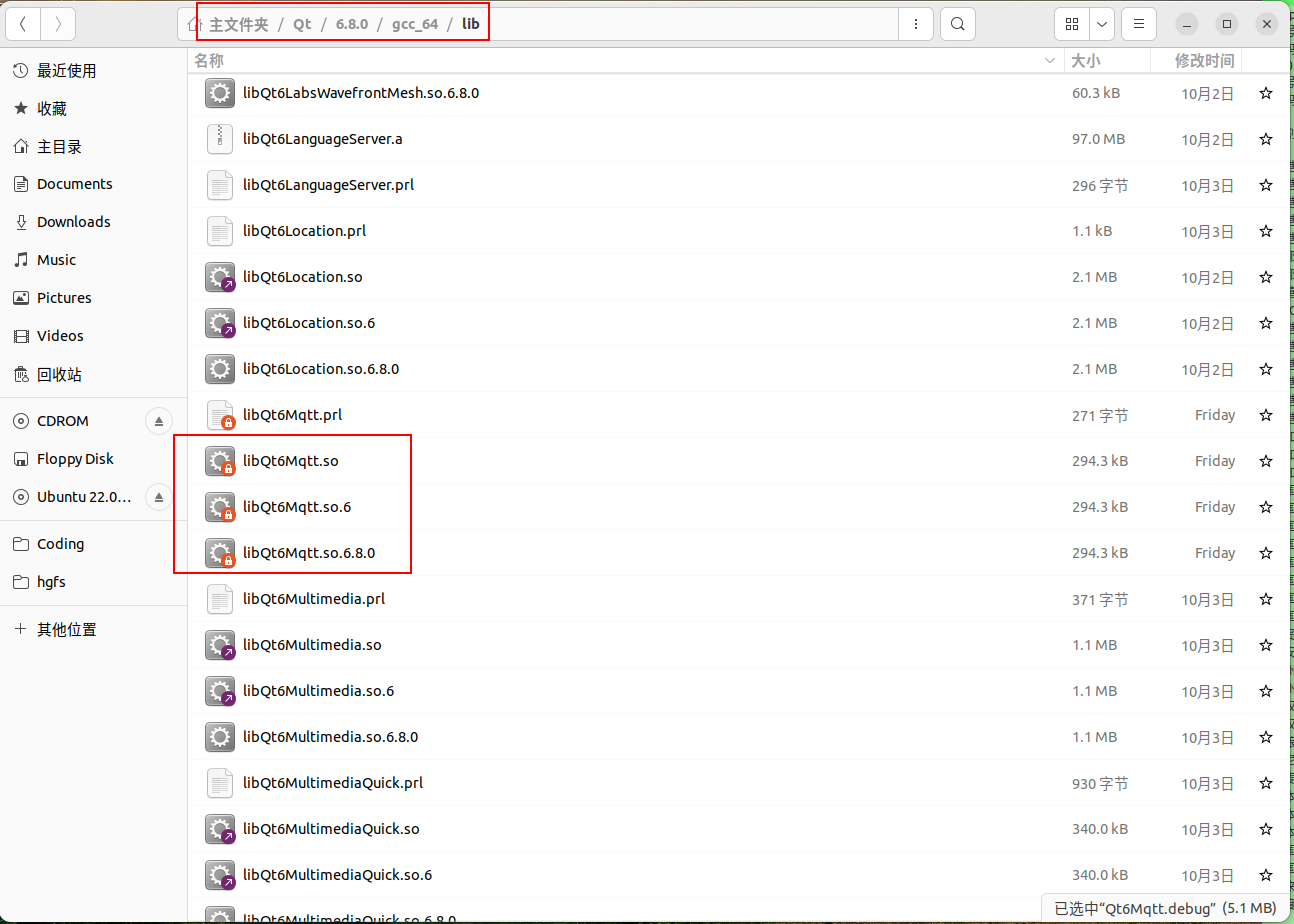 主文件夹 / Qt / 6.8.0 / gcc_64 / lib
名称 大小 修改时间
最近使用
收藏
主目录
Documents
Downloads
Music
Pictures
Videos
回收站
CDROM
Floppy Disk
Ubuntu 22.0...
Coding
hgfs
其他位置
libQt6LabsWavefrontMesh.so.6.8.0 60.3 kB 10月2日
libQt6LanguageServer.a 97.0 MB 10月2日
libQt6LanguageServer.prl 296 字节 10月3日
libQt6Location.prl 1.1 kB 10月3日
libQt6Location.so 2.1 MB 10月2日
libQt6Location.so.6 2.1 MB 10月2日
libQt6Location.so.6.8.0 2.1 MB 10月2日
libQt6Mqtt.prl 271 字节 Friday
libQt6Mqtt.so 294.3 kB Friday
libQt6Mqtt.so.6 294.3 kB Friday
libQt6Mqtt.so.6.8.0 294.3 kB Friday
libQt6Multimedia.prl 371 字节 10月3日
libQt6Multimedia.so 1.1 MB 10月3日
libQt6Multimedia.so.6 1.1 MB 10月3日
libQt6Multimedia.so.6.8.0 1.1 MB 10月3日
libQt6MultimediaQuick.prl 930 字节 10月3日
libQt6MultimediaQuick.so 340.0 kB 10月3日
libQt6MultimediaQuick.so.6 340.0 kB 10月3日
libQt6MultimediaQuick.so.6.8.0
已选中“Qt6Mqtt.debug” (5.1 MB)